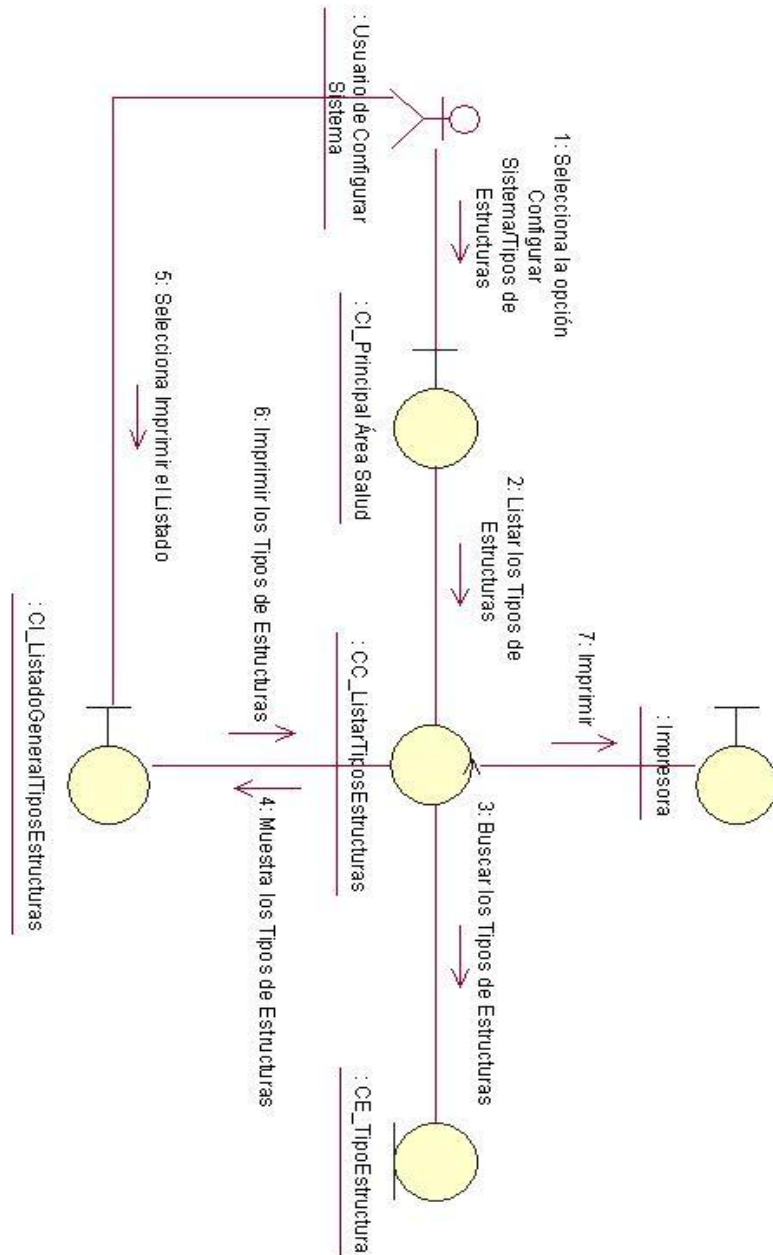 : Usuario de Configurar
Sistema
1: Selecciona la opción
Configurar
Sistema/Tipos de
Estructuras
: CI_Principal Área Salud
2: Listar los Tipos de
Estructuras
: CC_ListarTiposEstructuras
3: Buscar los Tipos de Estructuras
: CE_TipoEstructura
4: Muestra los Tipos de Estructuras
5: Selecciona Imprimir el Listado
: CI_ListadoGeneralTiposEstructuras
6: Imprimir los Tipos de Estructuras
7: Imprimir
: Impresora